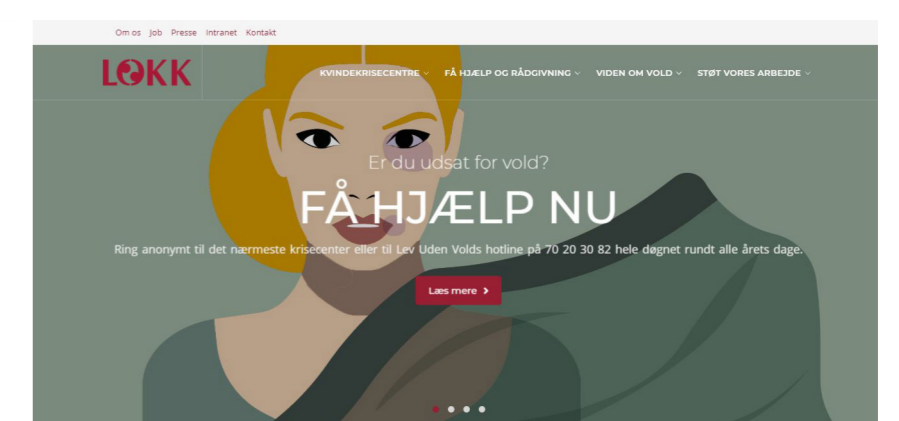 Om os Job Presse Intranet Kontakt
LOKK
KVINDEKRISECENTRE FÅ HJÆLP OG RÅDGIVNING VIDEN OM VOLD STØT VORES ARBEJDE
Er du udsat for vold?
FÅ HJÆLP NU
Ring anonymt til det nærmeste krisecenter eller til Lev Uden Volds hotline på 70 20 30 82 hele døgnet rundt alle årets dage.
Læs mere